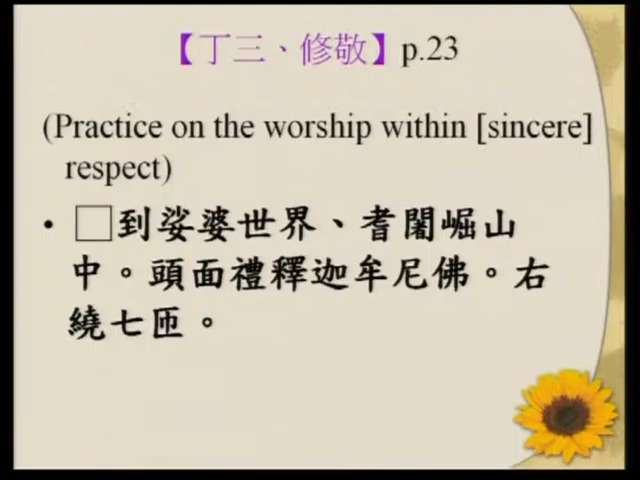 【丁三、修敬】p.23
(Practice on the worship within [sincere]
respect)
• □到娑婆世界、耆闍崛山
中。頭面禮釋迦牟尼佛。右
繞七匝。